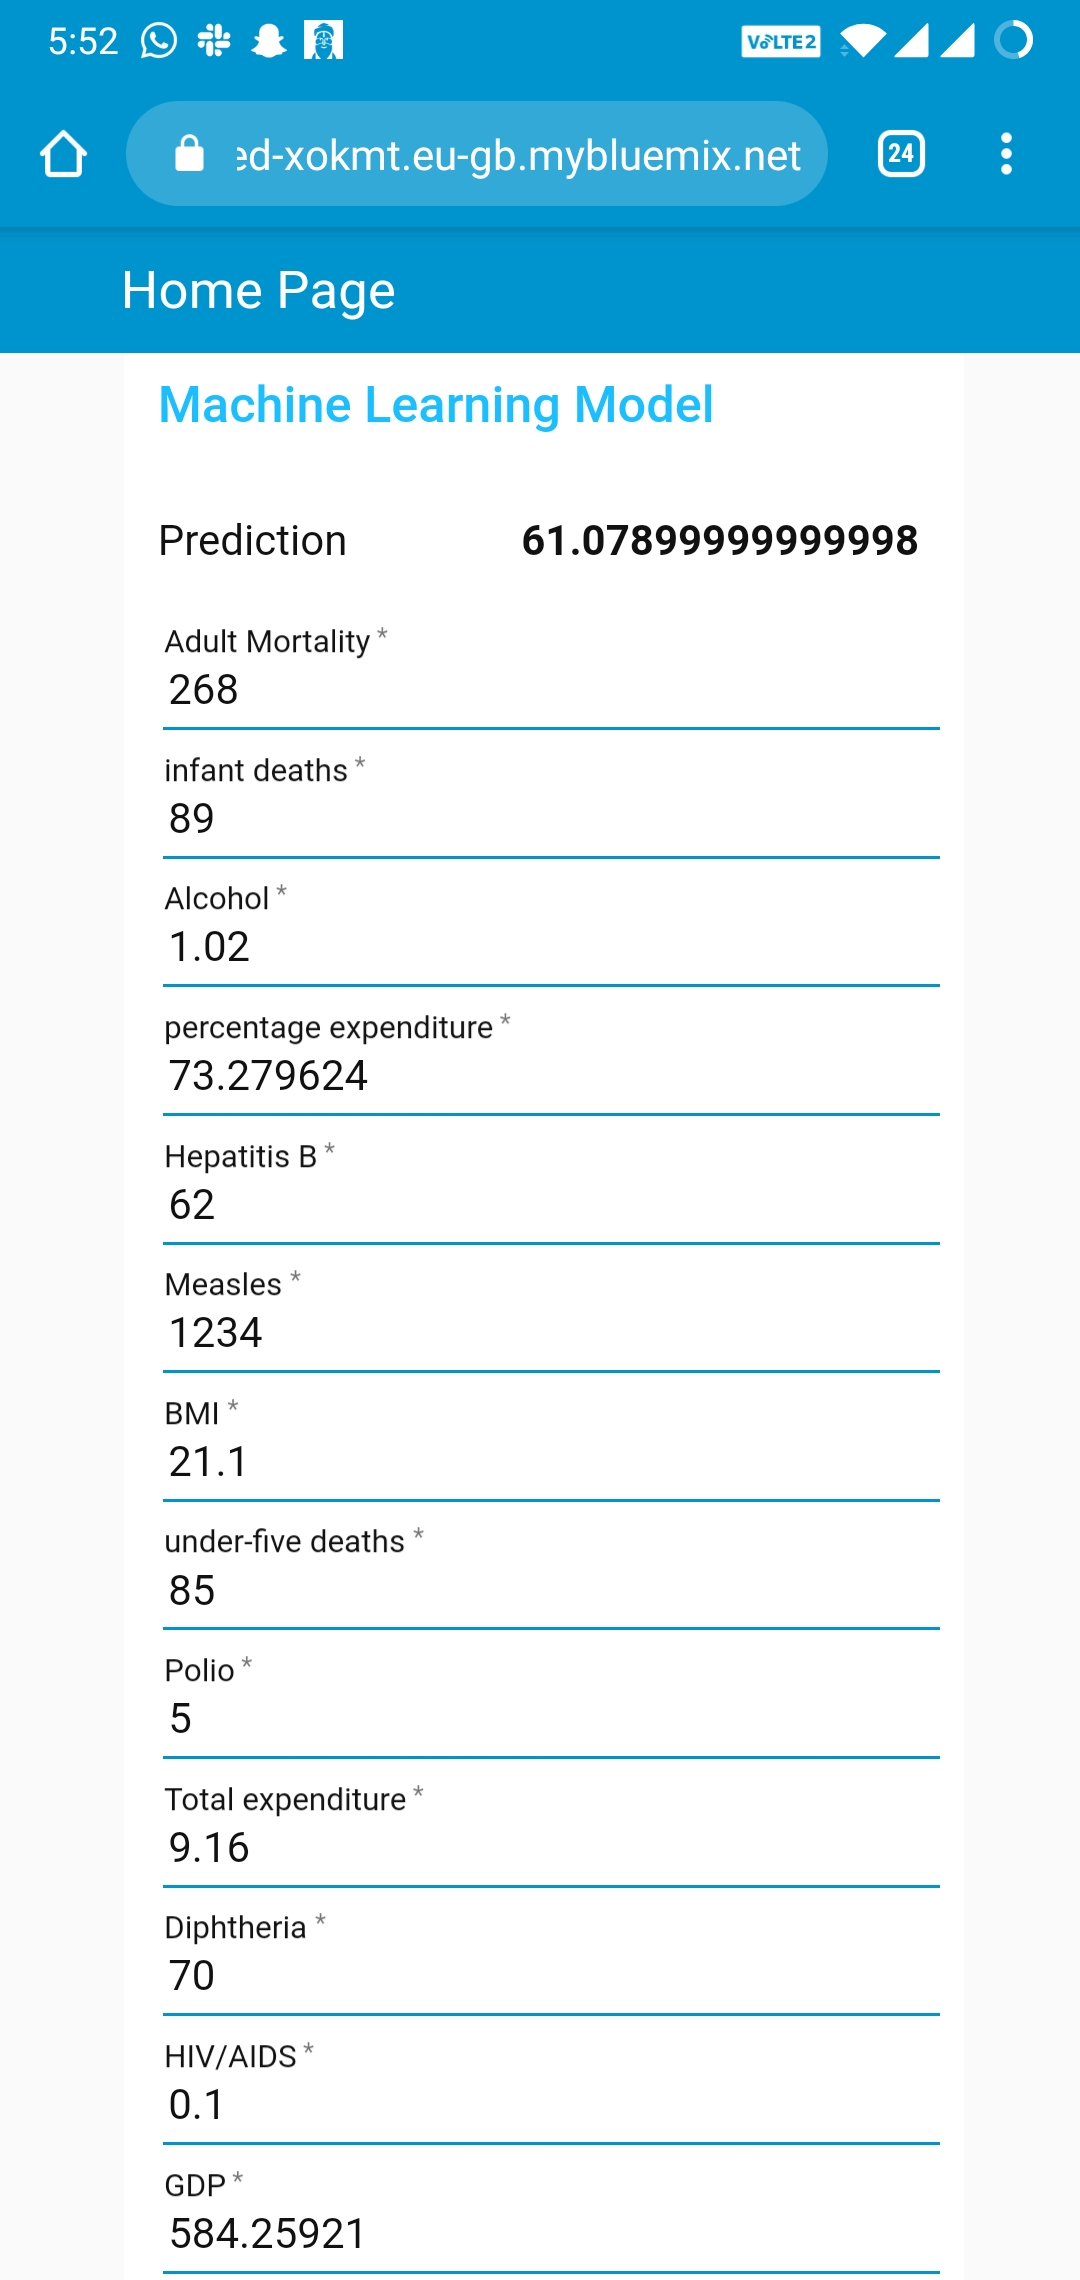 5:52 VoLTE2
ed-xokmt.eu-gb.mybluemix.net 24
Home Page
Machine Learning Model
Prediction 61.07899999999998
Adult Mortality *
268
infant deaths *
89
Alcohol *
1.02
percentage expenditure *
73.279624
Hepatitis B *
62
Measles *
1234
BMI *
21.1
under-five deaths *
85
Polio *
5
Total expenditure *
9.16
Diphtheria *
70
HIV/AIDS *
0.1
GDP *
584.25921